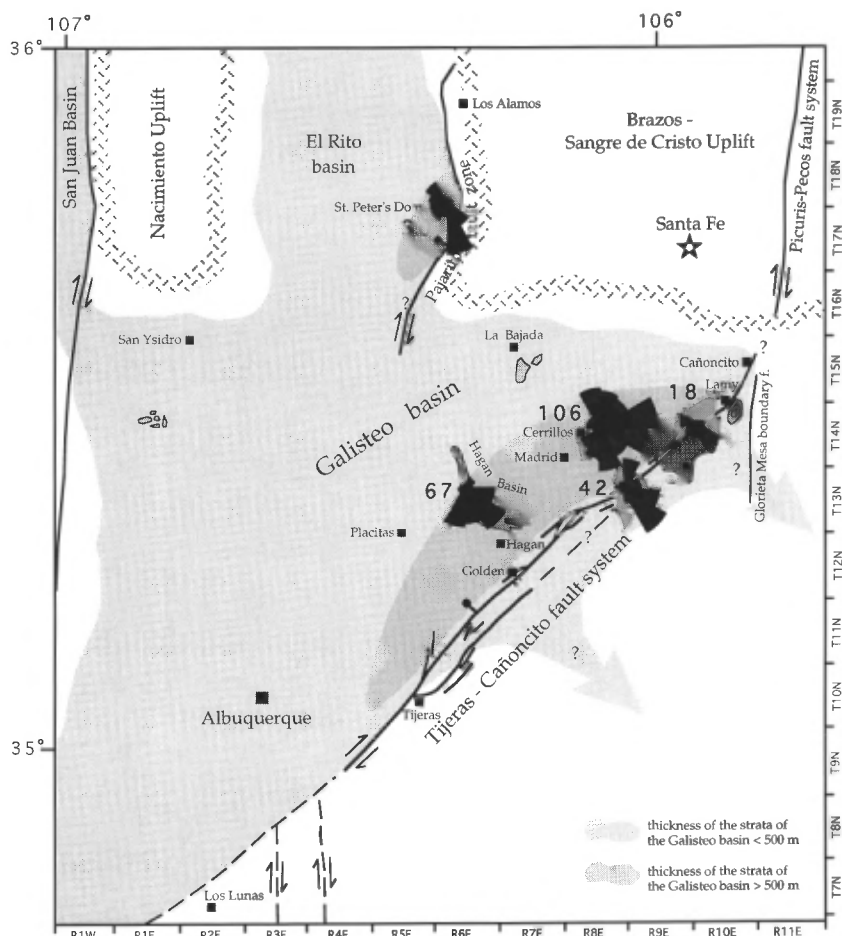 107°
106°
36°
San Juan Basin
Nacimiento Uplift
El Rito
basin
Los Alamos
Brazos -
Sangre de Cristo Uplift
Picuris-Pecos fault system
St. Peter's Do
Pajarito fault zone
Santa Fe
?
San Ysidro
La Bajada
?
Cañoncito
Galisteo basin
18
Lamy
106
Cerrillos
Madrid
Hagan
Basin
67
42
?
Glorieta Mesa boundary f.
Placitas
Hagan
?
Golden
Tijeras - Cañoncito fault system
?
Albuquerque
Tijeras
35°
thickness of the strata of
the Galisteo basin < 500 m
thickness of the strata of
the Galisteo basin > 500 m
Los Lunas
T19N
T18N
T17N
T16N
T15N
T14N
T13N
T12N
T11N
T10N
T9N
T8N
T7N
R1W R1E R2E R3E R4E R5E R6E R7E R8E R9E R10E R11E